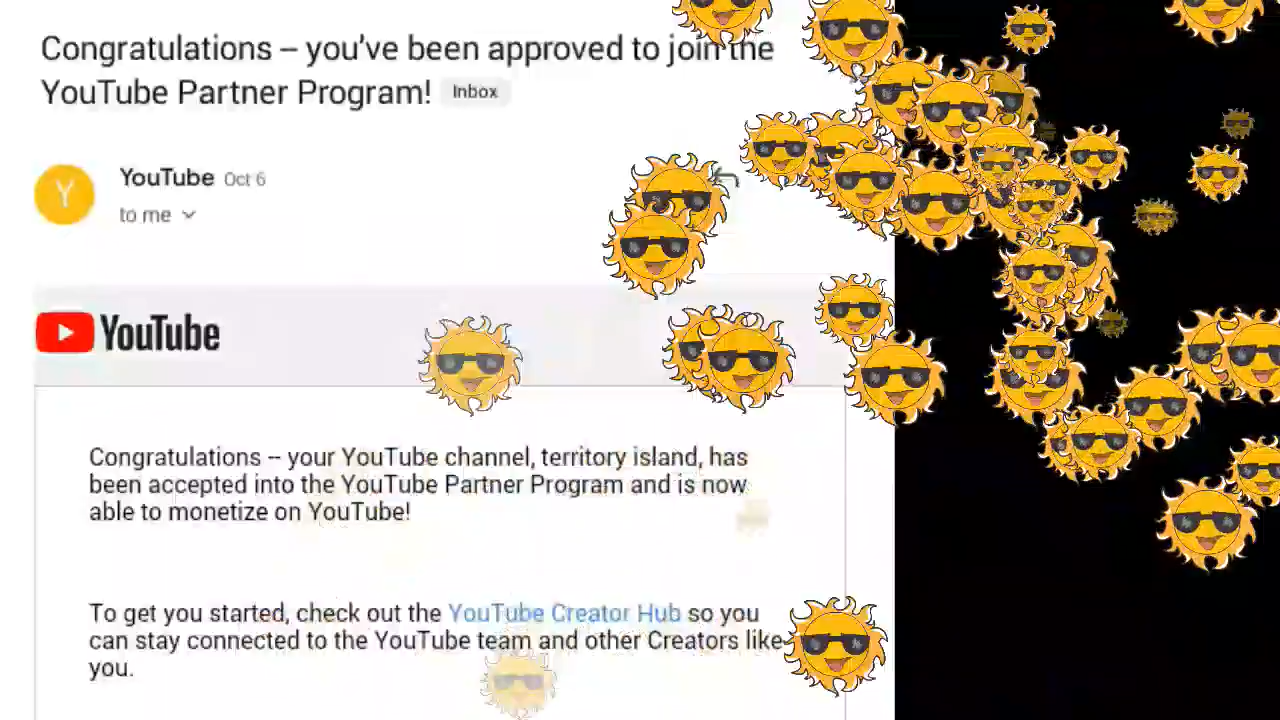 Congratulations – you've been approved to join the
YouTube Partner Program! Inbox
Y
YouTube Oct 6
to me
YouTube
Congratulations -- your YouTube channel, territory island, has
been accepted into the YouTube Partner Program and is now
able to monetize on YouTube!
To get you started, check out the YouTube Creator Hub so you
can stay connected to the YouTube team and other Creators like
you.